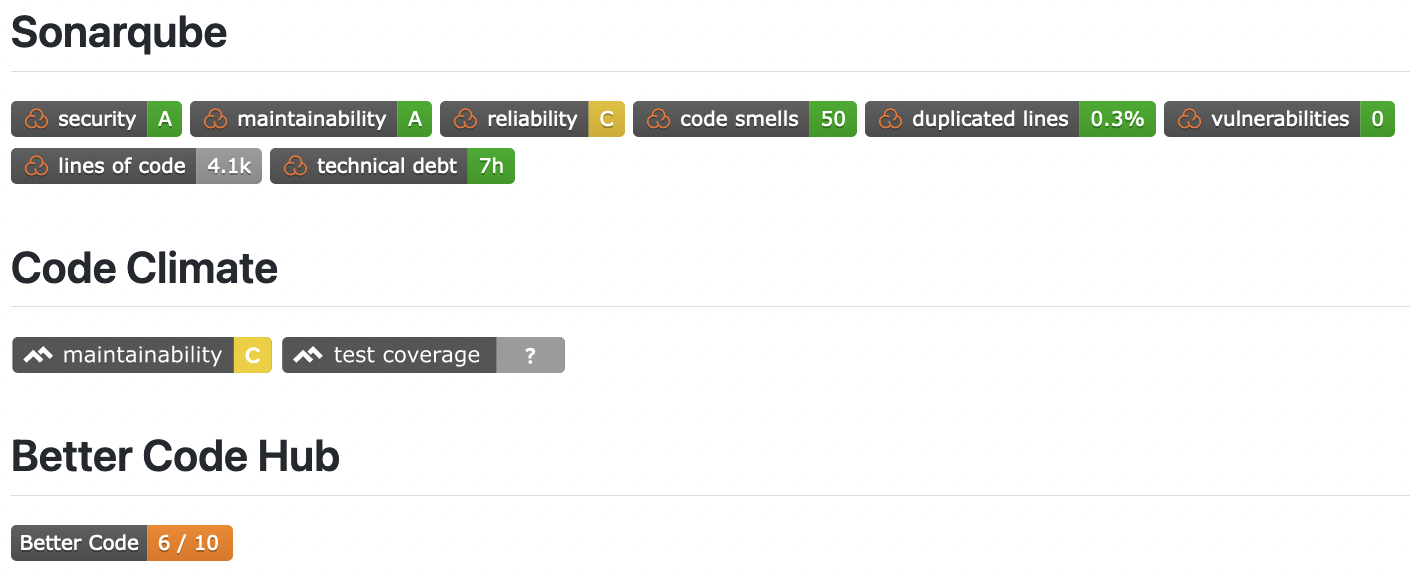 Sonarqube
security A maintainability A reliability C code smells 50 duplicated lines 0.3% vulnerabilities 0
lines of code 4.1k technical debt 7h
Code Climate
maintainability C test coverage ?
Better Code Hub
Better Code 6 / 10